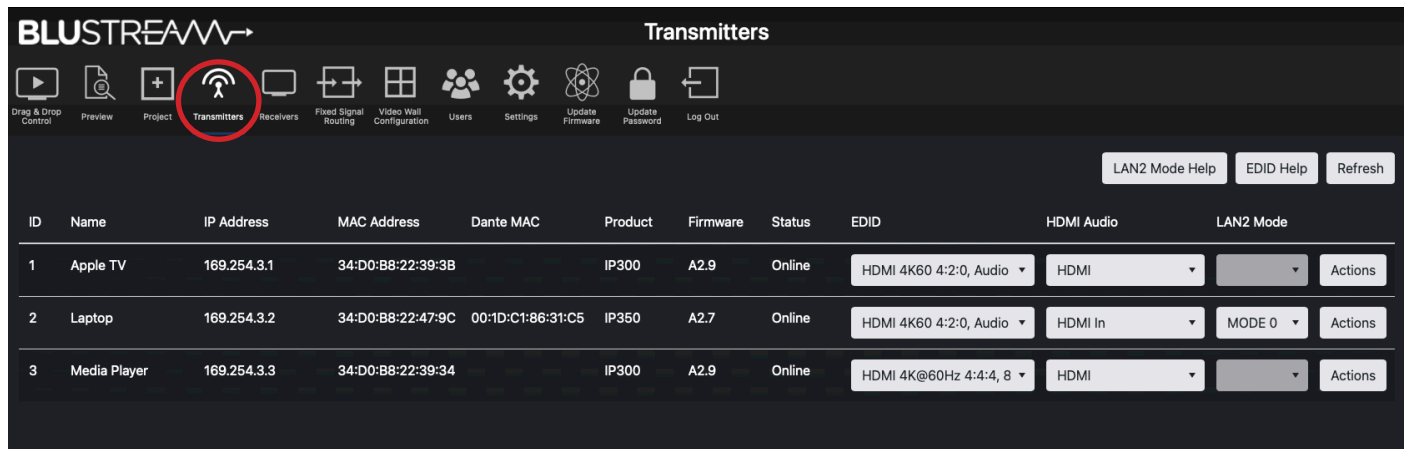 BLUSTREAM
Transmitters
Drag & Drop
Control
Preview
Project
Transmitters
Receivers
Fixed Signal
Routing
Video Wall
Configuration
Users
Settings
Update
Firmware
Update
Password
Log Out
LAN2 Mode Help EDID Help Refresh
ID Name IP Address MAC Address Dante MAC Product Firmware Status EDID HDMI Audio LAN2 Mode
1 Apple TV 169.254.3.1 34:D0:B8:22:39:3B IP300 A2.9 Online HDMI 4K60 4:2:0, Audio HDMI Actions
2 Laptop 169.254.3.2 34:D0:B8:22:47:9C 00:1D:C1:86:31:C5 IP350 A2.7 Online HDMI 4K60 4:2:0, Audio HDMI In MODE 0 Actions
3 Media Player 169.254.3.3 34:D0:B8:22:39:34 IP300 A2.9 Online HDMI 4K@60Hz 4:4:4, 8 HDMI Actions